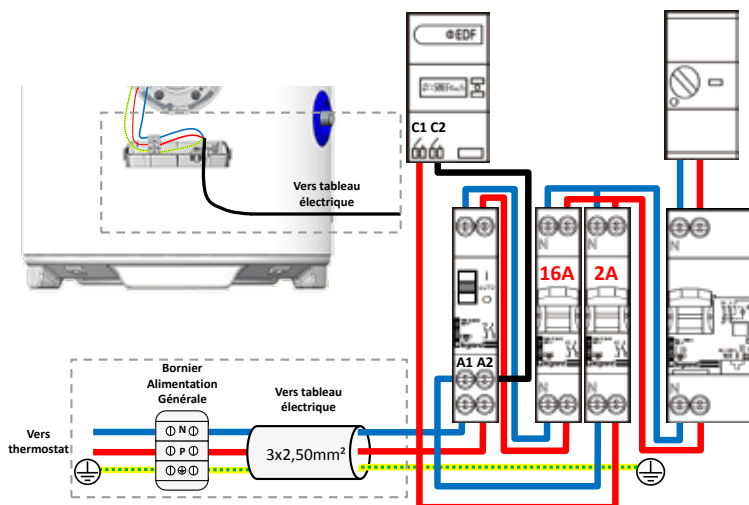 EDF
C1 C2
Vers tableau
électrique
N
N
N
16A
2A
I
AUTO
O
A1 A2
N
N
N
Bornier
Alimentation
Générale
Vers tableau
électrique
Vers
thermostat
N
P
3x2,50mm²